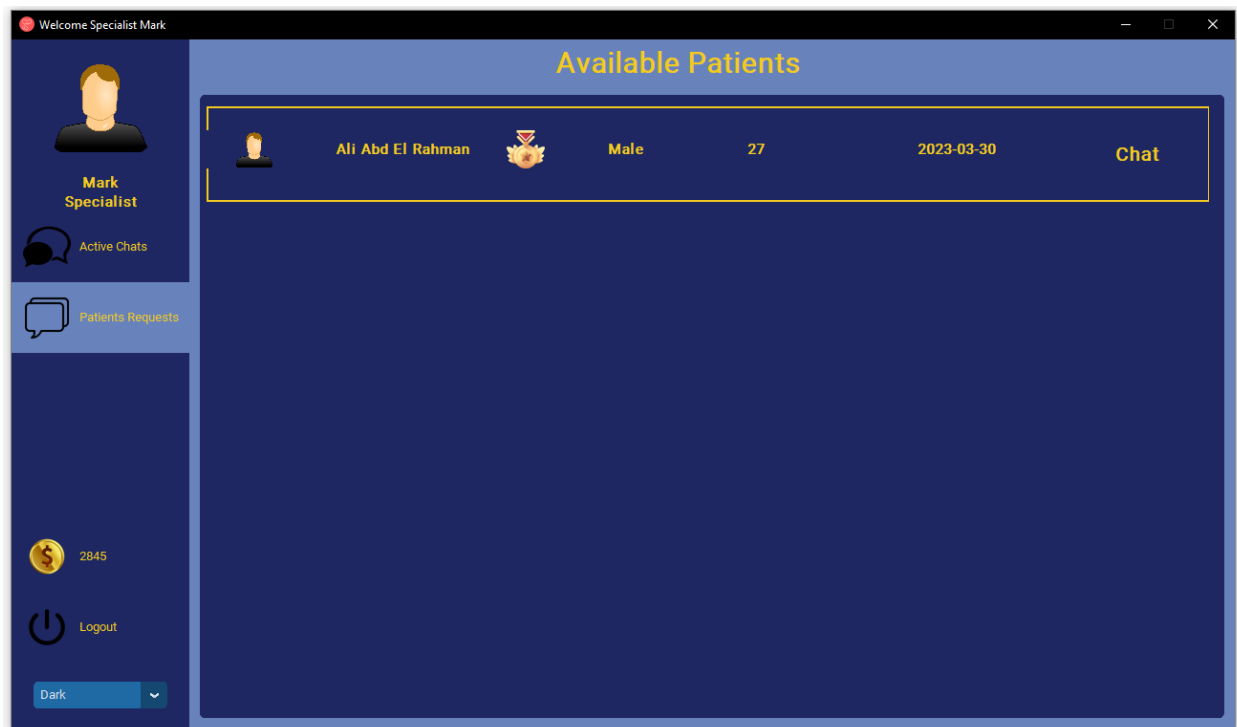 Welcome Specialist Mark
Available Patients
Mark
Specialist
Active Chats
Patients Requests
2845
Logout
Dark
Ali Abd El Rahman Male 27 2023-03-30 Chat